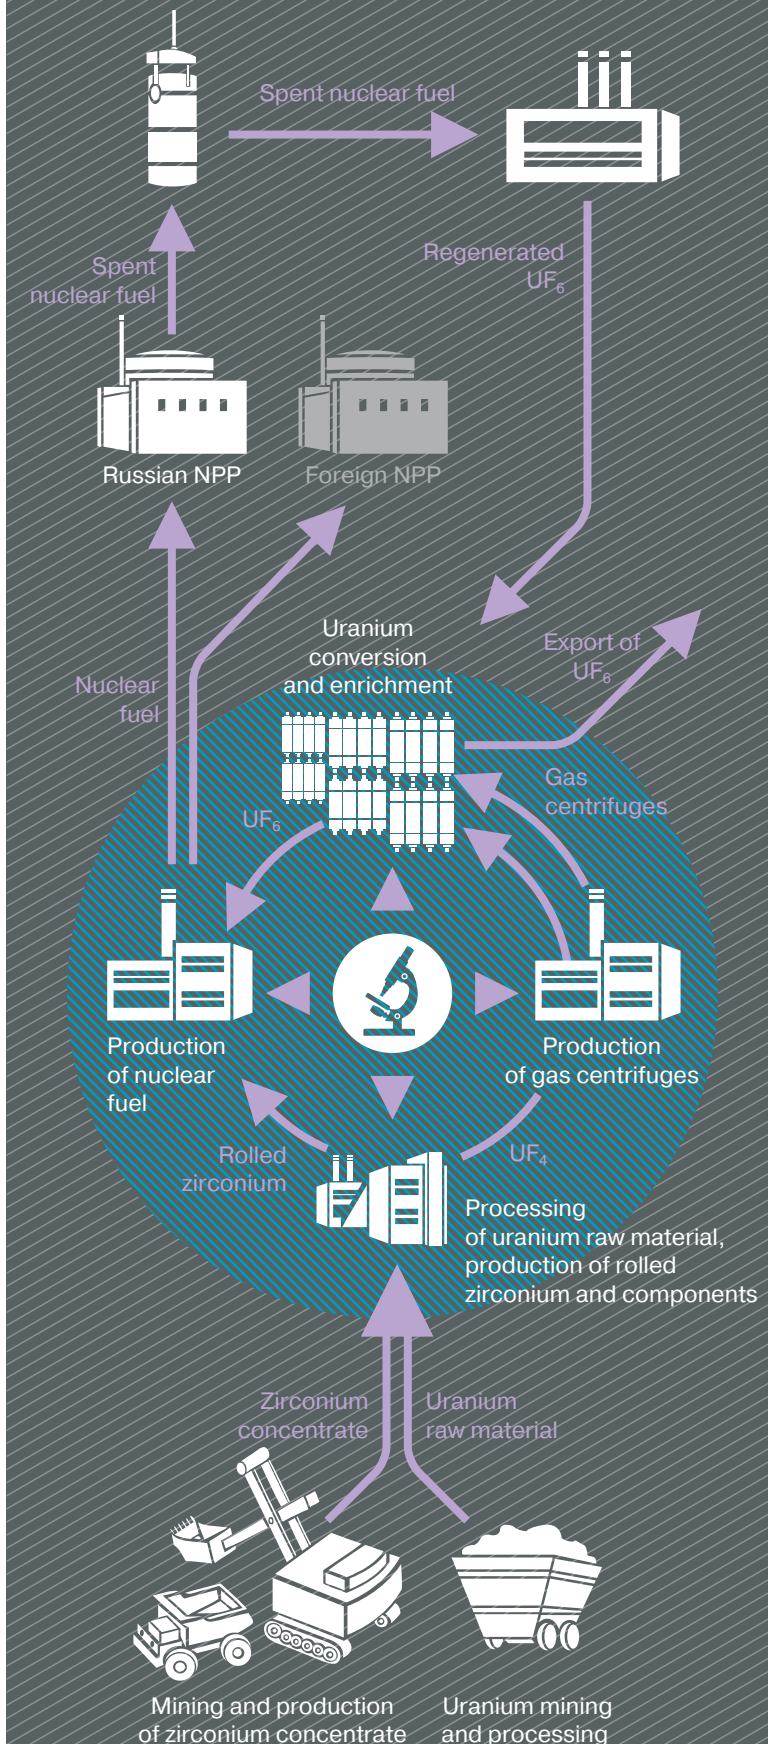 Spent nuclear fuel
Regenerated
UF₆
Spent
nuclear fuel
Russian NPP
Foreign NPP
Uranium
conversion
and enrichment
Export of
UF₆
Nuclear
fuel
Gas
centrifuges
UF₆
Production
of nuclear
fuel
Production
of gas centrifuges
Rolled
zirconium
UF₄
Processing
of uranium raw material,
production of rolled
zirconium and components
Zirconium
concentrate
Uranium
raw material
Mining and production
of zirconium concentrate
Uranium mining
and processing